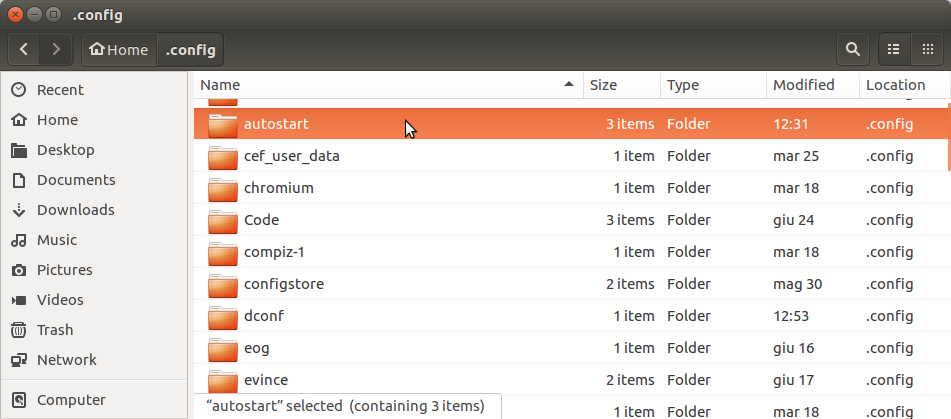 .config
Home .config
Name Size Type Modified Location
Recent
Home
Desktop
Documents
Downloads
Music
Pictures
Videos
Trash
Network
Computer
autostart 3 items Folder 12:31 .config
cef_user_data 1 item Folder mar 25 .config
chromium 1 item Folder mar 18 .config
Code 3 items Folder giu 24 .config
compiz-1 1 item Folder mar 18 .config
configstore 2 items Folder mag 30 .config
dconf 1 item Folder 12:53 .config
eog 1 item Folder giu 16 .config
evince 2 items Folder giu 17 .config
1 item Folder mar 18 .config
“autostart” selected (containing 3 items)